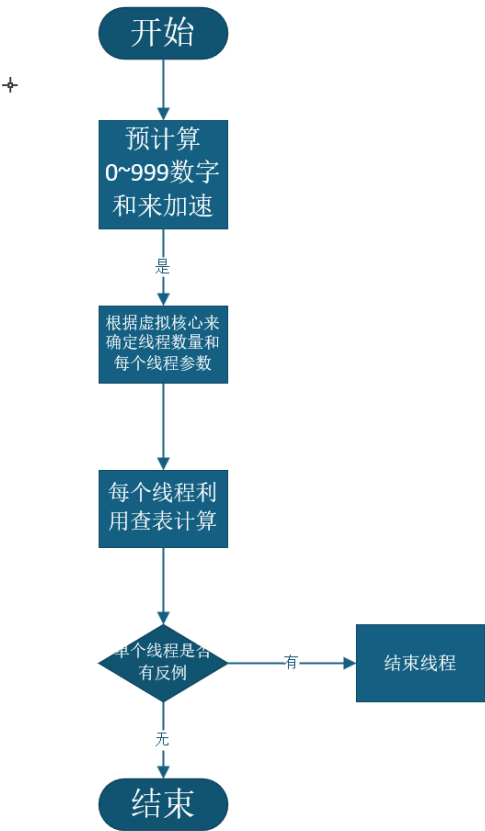 开始
预计算
0~999数字
和来加速
是
根据虚拟核心来
确定线程数量和
每个线程参数
每个线程利
用查表计算
单个线程是否
有反例
有
结束线程
无
结束